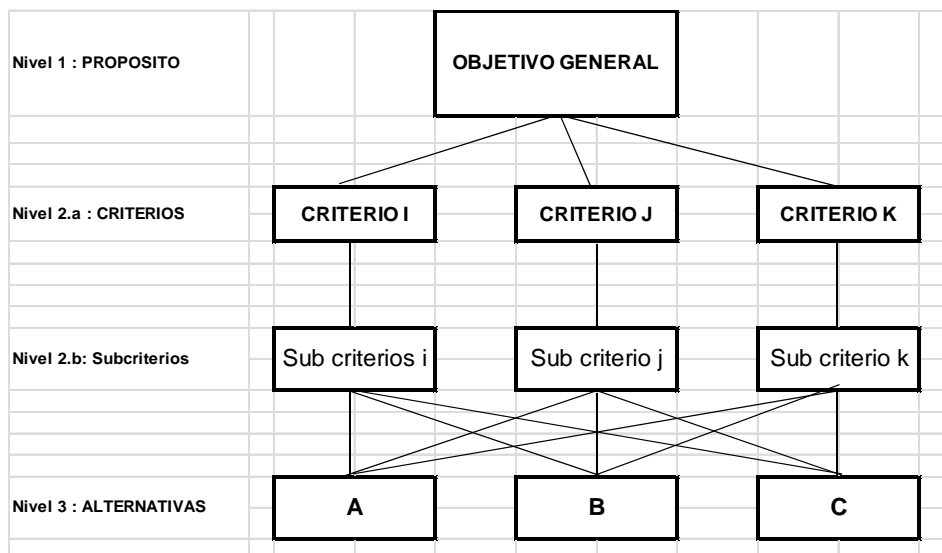 Nivel 1 : PROPOSITO
OBJETIVO GENERAL
Nivel 2.a : CRITERIOS
CRITERIO I
CRITERIO J
CRITERIO K
Nivel 2.b: Subcriterios
Sub criterios i
Sub criterio j
Sub criterio k
Nivel 3 : ALTERNATIVAS
A
B
C